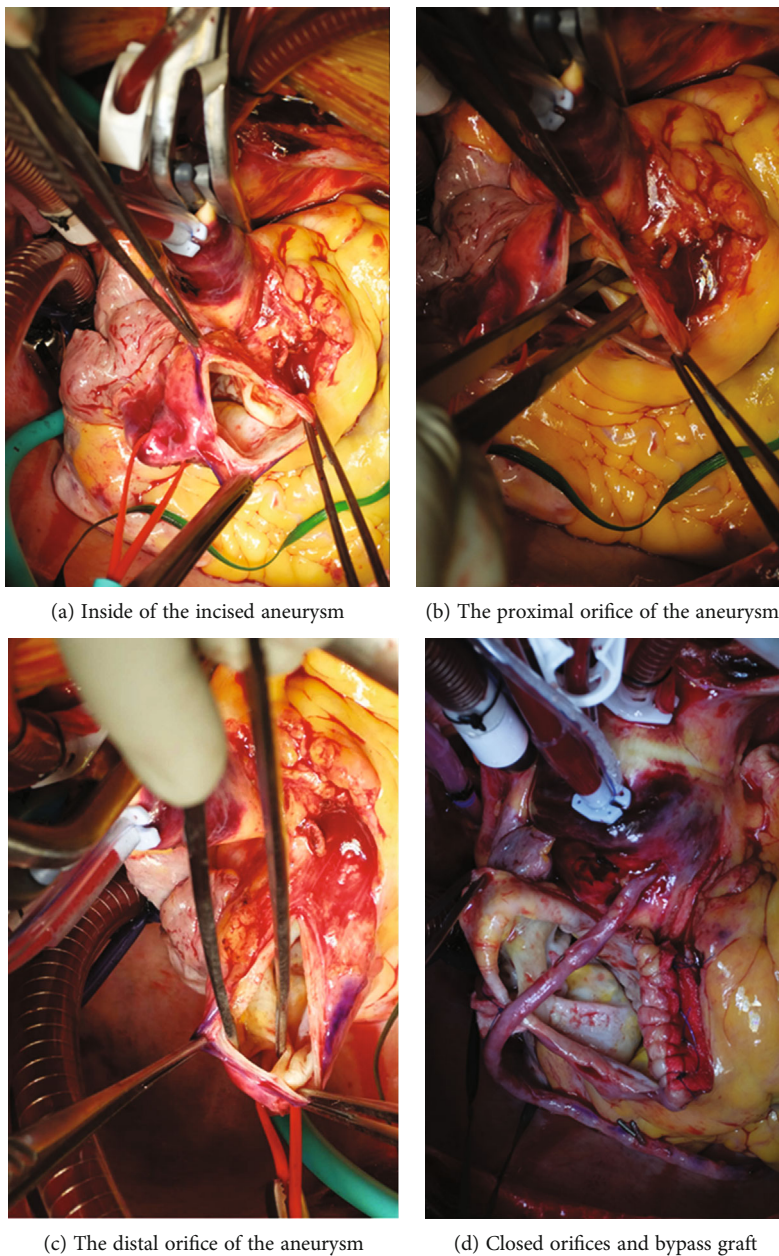 (a) Inside of the incised aneurysm
(b) The proximal orifice of the aneurysm
(c) The distal orifice of the aneurysm
(d) Closed orifices and bypass graft